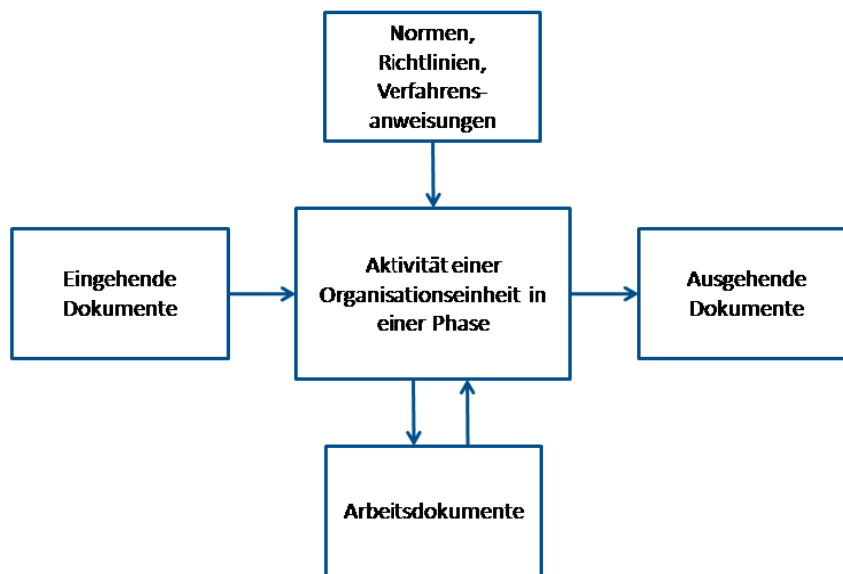 Normen,
Richtlinien,
Verfahrens-
anweisungen
Eingehende
Dokumente
Aktivität einer
Organisationseinheit in
einer Phase
Ausgehende
Dokumente
Arbeitsdokumente